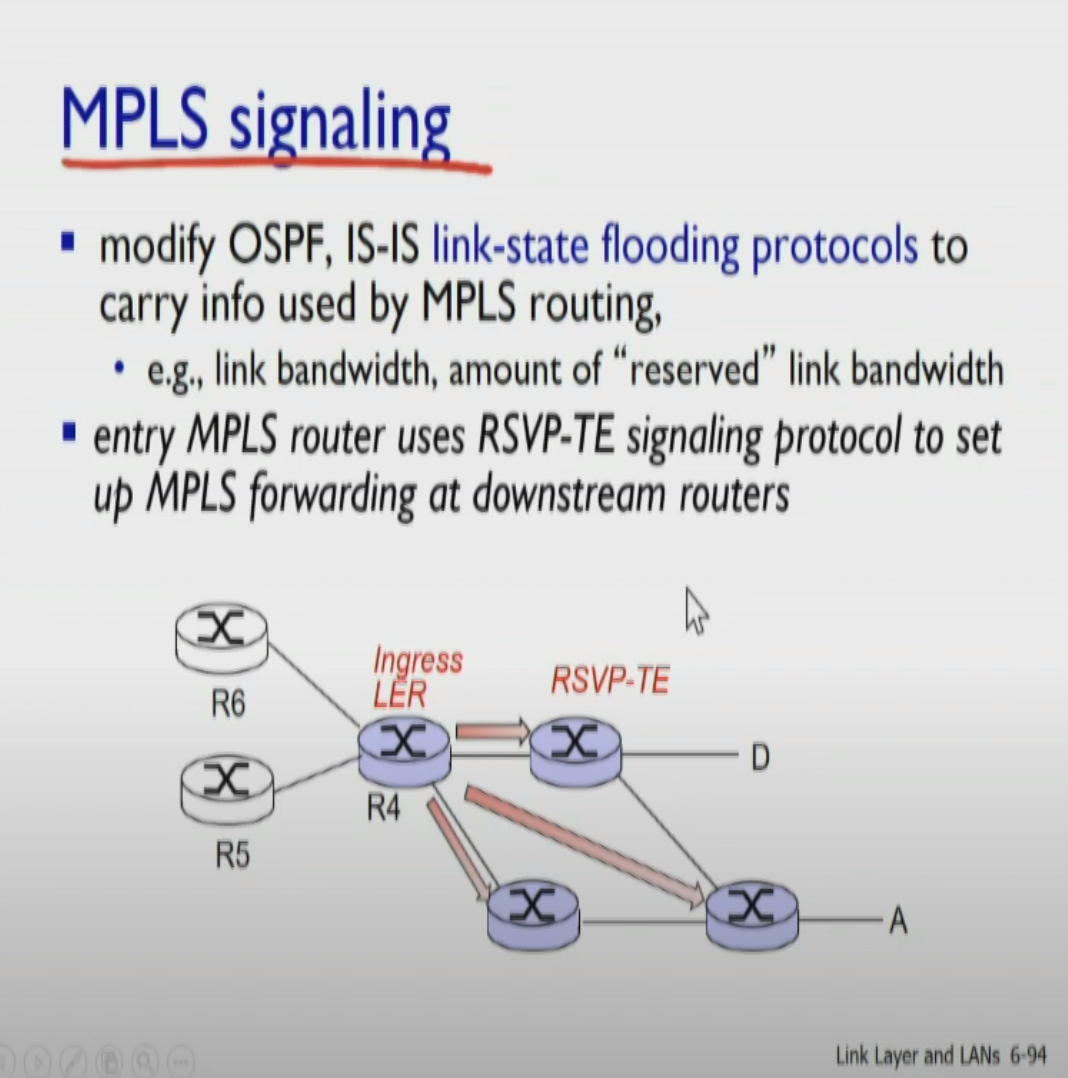 MPLS signaling
modify OSPF, IS-IS link-state flooding protocols to
carry info used by MPLS routing,
e.g., link bandwidth, amount of “reserved” link bandwidth
entry MPLS router uses RSVP-TE signaling protocol to set
up MPLS forwarding at downstream routers
R6
Ingress
LER
RSVP-TE
D
R4
R5
A
Link Layer and LANs 6-94